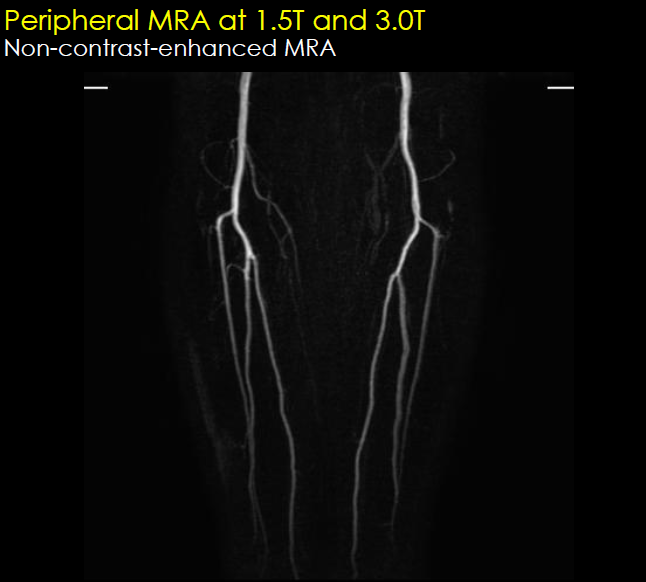 Peripheral MRA at 1.5T and 3.0T
Non-contrast-enhanced MRA